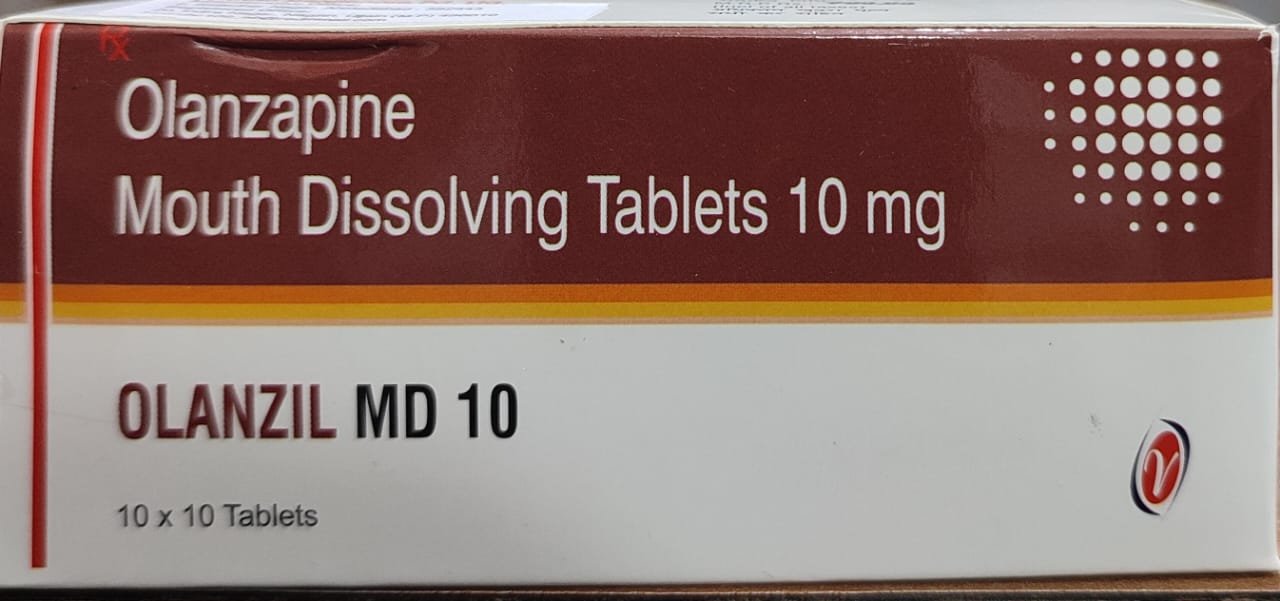 Rx
Olanzapine
Mouth Dissolving Tablets 10 mg
OLANZIL MD 10
10 x 10 Tablets